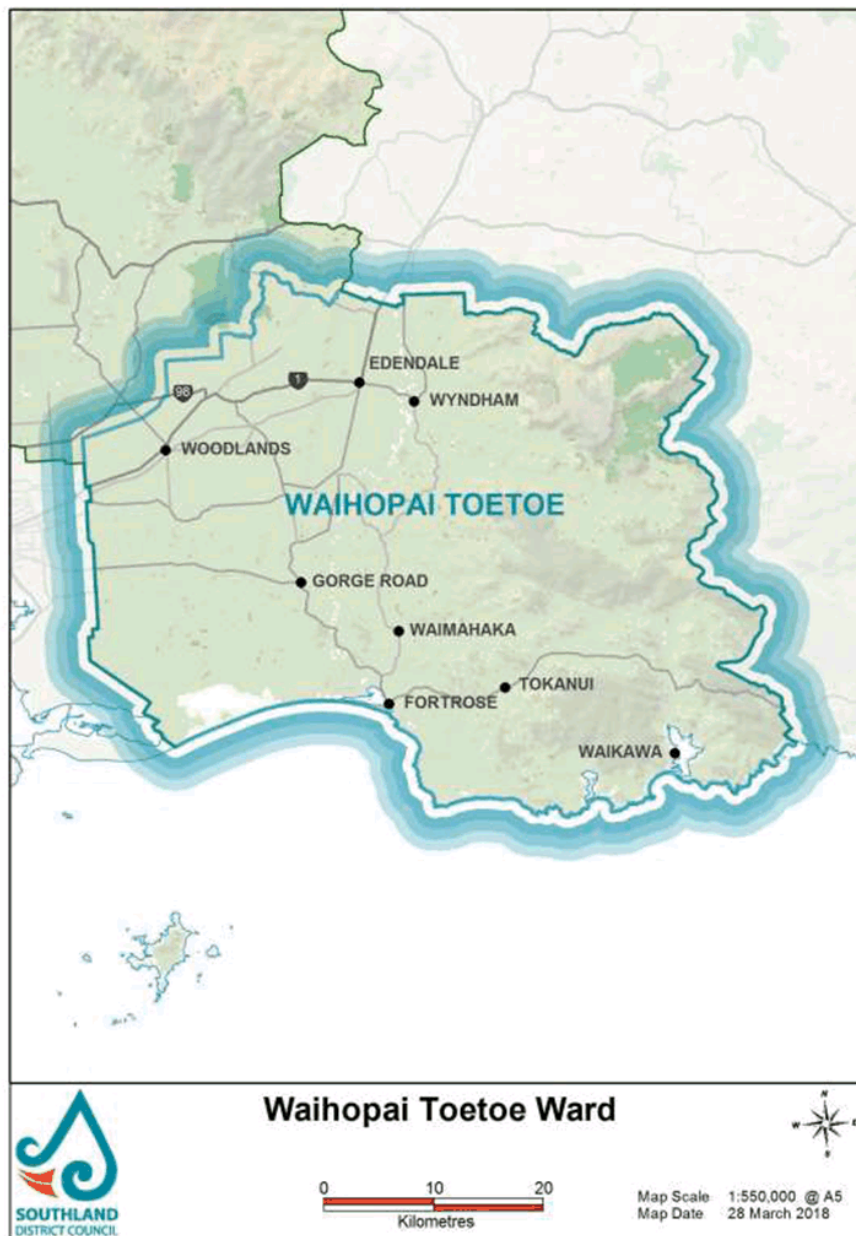 EDENDALE
1
98
WYNDHAM
WOODLANDS
WAIHOPAI TOETOE
GORGE ROAD
WAIMAHAKA
TOKANUI
FORTROSE
WAIKAWA
Waihopai Toetoe Ward
N
W E
S
0 10 20
Kilometres
Map Scale 1:550,000 @ A5
Map Date 28 March 2018
SOUTHLAND
DISTRICT COUNCIL